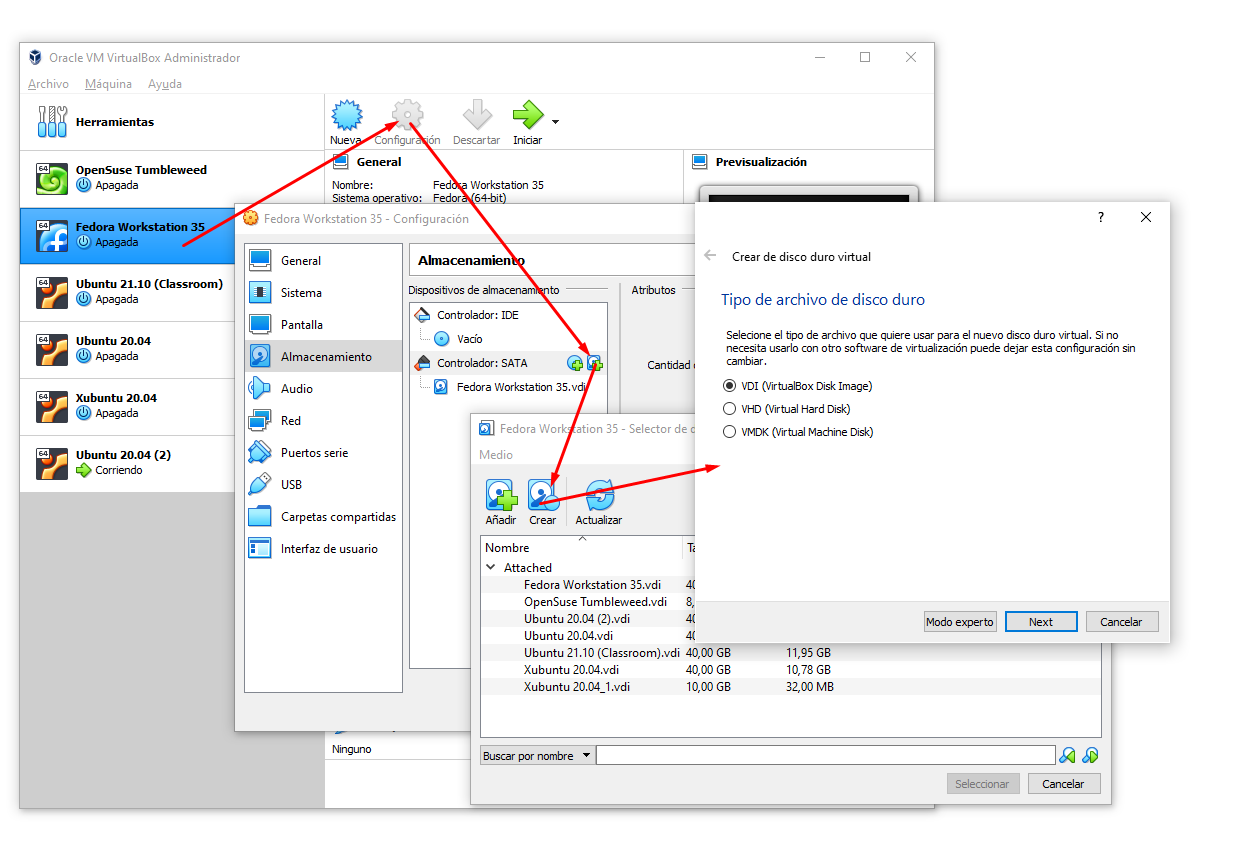 Oracle VM VirtualBox Administrador
Archivo Máquina Ayuda
Herramientas
Nueva Configuración Descartar Iniciar
64 OpenSuse Tumbleweed
Apagada
64 Fedora Workstation 35
Apagada
64 Ubuntu 21.10 (Classroom)
Apagada
64 Ubuntu 20.04
Apagada
64 Xubuntu 20.04
Apagada
64 Ubuntu 20.04 (2)
Corriendo
General
Nombre: Fedora Workstation 35
Sistema operativo: Fedora (64-bit)
Previsualización
Ninguno
Fedora Workstation 35 - Configuración
General
Sistema
Pantalla
Almacenamiento
Audio
Red
Puertos serie
USB
Carpetas compartidas
Interfaz de usuario
Almacenamiento
Dispositivos de almacenamiento
Controlador: IDE
Vacío
Controlador: SATA
Fedora Workstation 35.vdi
Atributos
Cantidad
Fedora Workstation 35 - Selector de
Medio
Añadir Crear Actualizar
Nombre
Attached
Fedora Workstation 35.vdi 40
OpenSuse Tumbleweed.vdi 8,
Ubuntu 20.04 (2).vdi 40
Ubuntu 20.04.vdi 40
Ubuntu 21.10 (Classroom).vdi 40,00 GB 11,95 GB
Xubuntu 20.04.vdi 40,00 GB 10,78 GB
Xubuntu 20.04_1.vdi 10,00 GB 32,00 MB
Buscar por nombre
Seleccionar Cancelar
?
Crear de disco duro virtual
Tipo de archivo de disco duro
Selecione el tipo de archivo que quiere usar para el nuevo disco duro virtual. Si no
necesita usarlo con otro software de virtualización puede dejar esta configuración sin
cambiar.
VDI (VirtualBox Disk Image)
VHD (Virtual Hard Disk)
VMDK (Virtual Machine Disk)
Modo experto Next Cancelar